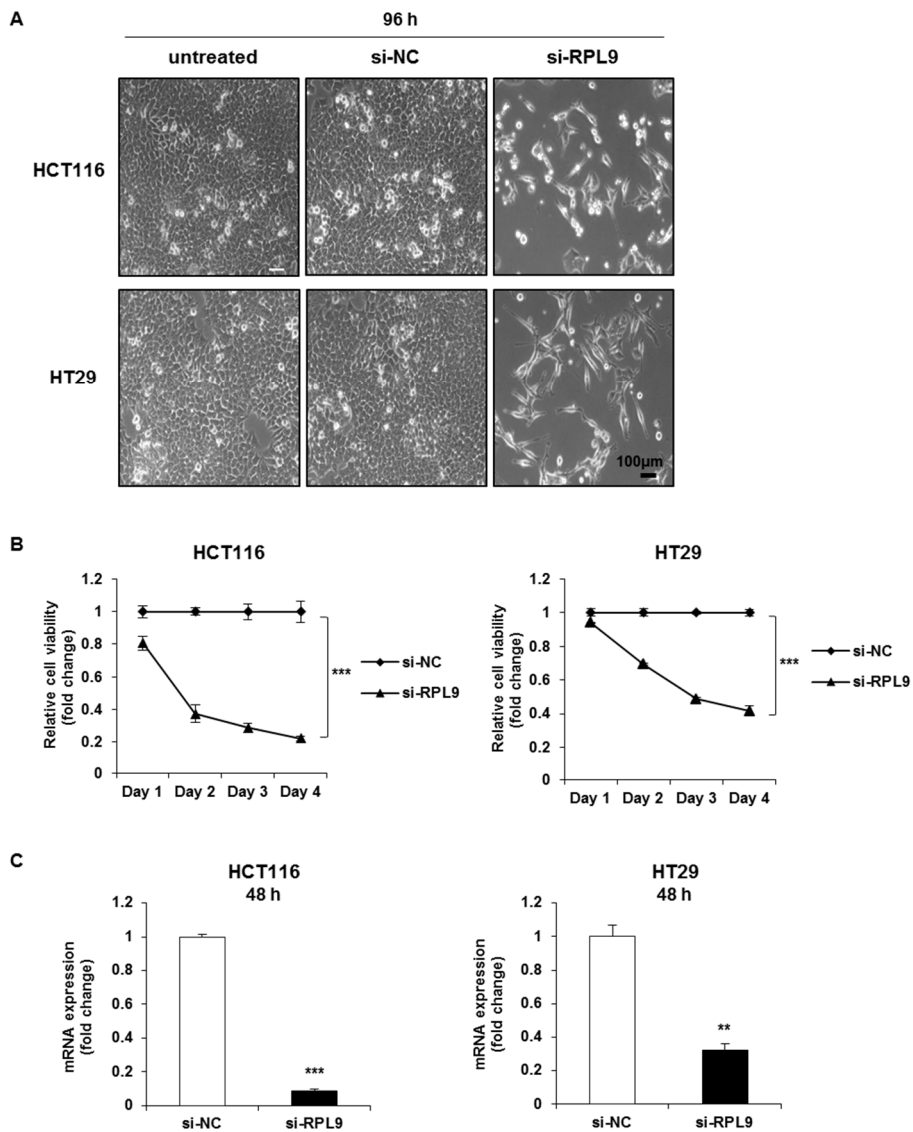 A
96 h
untreated si-NC si-RPL9
HCT116
HT29
100μm
B
HCT116
Relative cell viability
(fold change)
1.2
1
0.8
0.6
0.4
0.2
0
Day 1 Day 2 Day 3 Day 4
***
si-NC
si-RPL9
HT29
Relative cell viability
(fold change)
1.2
1
0.8
0.6
0.4
0.2
0
Day 1 Day 2 Day 3 Day 4
***
si-NC
si-RPL9
C
HCT116
48 h
mRNA expression
(fold change)
1.2
1
0.8
0.6
0.4
0.2
0
***
si-NC si-RPL9
HT29
48 h
mRNA expression
(fold change)
1.2
1
0.8
0.6
0.4
0.2
0
**
si-NC si-RPL9